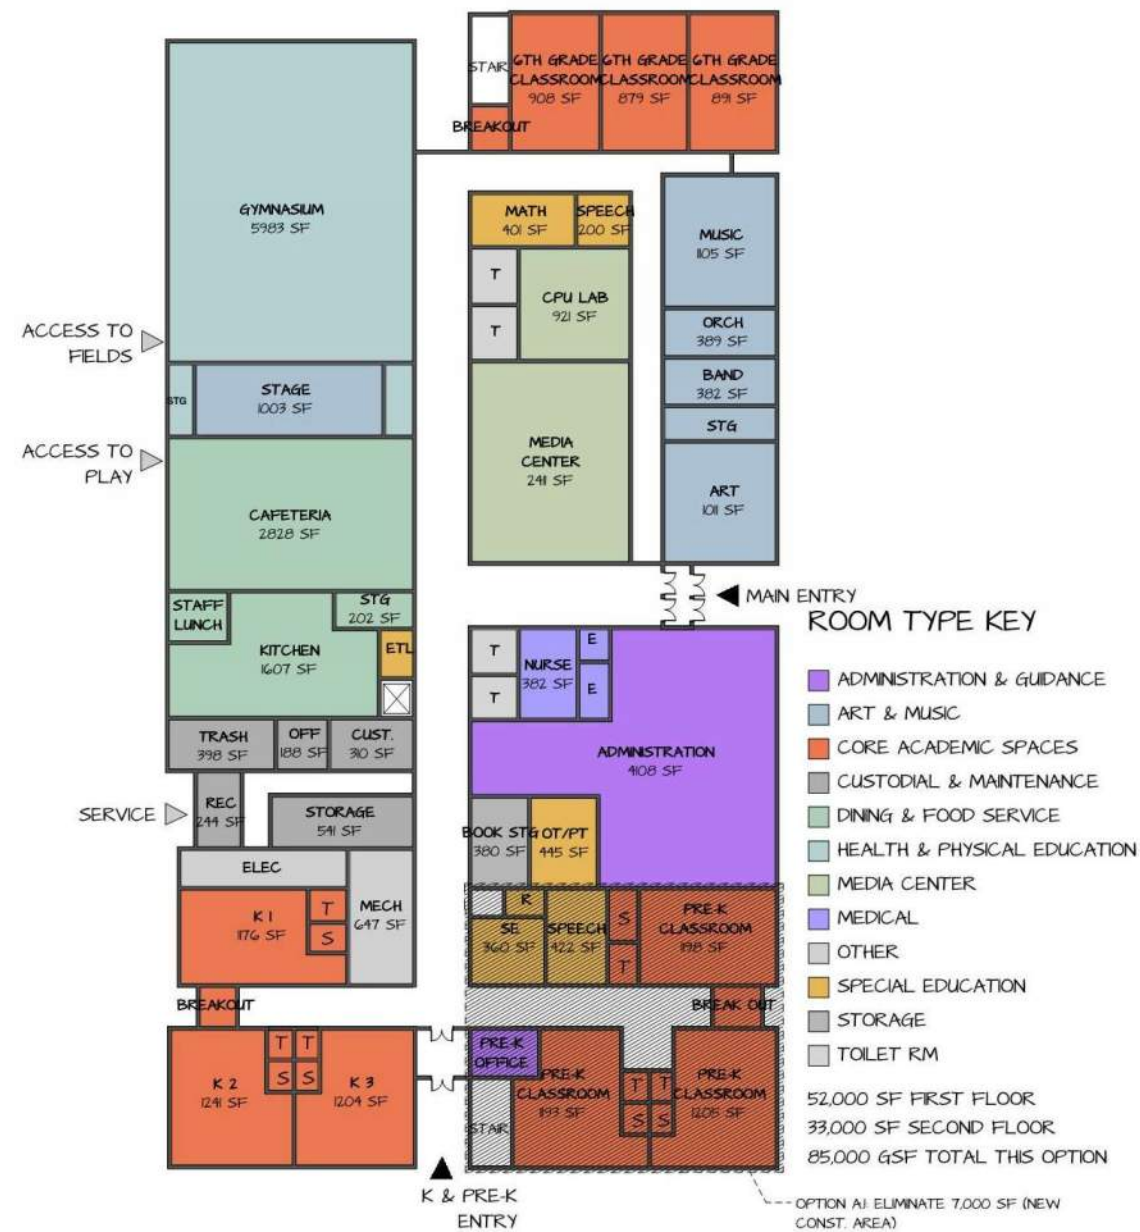 STAIR
6TH GRADE
CLASSROOM
908 SF
6TH GRADE
CLASSROOM
879 SF
6TH GRADE
CLASSROOM
891 SF
BREAKOUT
GYMNASIUM
5983 SF
MATH
401 SF
SPEECH
200 SF
MUSIC
1105 SF
T
CPU LAB
921 SF
T
ORCH
389 SF
ACCESS TO
FIELDS
BAND
382 SF
STG
STAGE
1003 SF
STG
ACCESS TO
PLAY
MEDIA
CENTER
2411 SF
ART
1011 SF
CAFETERIA
2828 SF
MAIN ENTRY
STAFF
LUNCH
STG
202 SF
KITCHEN
1607 SF
ETL
T
NURSE
382 SF
E
T
E
TRASH
398 SF
OFF
188 SF
CUST.
310 SF
ADMINISTRATION
4108 SF
SERVICE
REC
244 SF
STORAGE
541 SF
BOOK STG
380 SF
OT/PT
445 SF
ELEC
K 1
1176 SF
T
S
MECH
647 SF
R
SE
360 SF
SPEECH
422 SF
S
T
PRE-K
CLASSROOM
1198 SF
BREAKOUT
BREAK OUT
K 2
1241 SF
T
T
S
S
K 3
1204 SF
PRE-K
OFFICE
PRE-K
CLASSROOM
1193 SF
T
T
S
S
PRE-K
CLASSROOM
1205 SF
STAIR
K & PRE-K
ENTRY
ROOM TYPE KEY
ADMINISTRATION & GUIDANCE
ART & MUSIC
CORE ACADEMIC SPACES
CUSTODIAL & MAINTENANCE
DINING & FOOD SERVICE
HEALTH & PHYSICAL EDUCATION
MEDIA CENTER
MEDICAL
OTHER
SPECIAL EDUCATION
STORAGE
TOILET RM
52,000 SF FIRST FLOOR
33,000 SF SECOND FLOOR
85,000 GSF TOTAL THIS OPTION
OPTION A.1: ELIMINATE 7,000 SF (NEW
CONST. AREA)